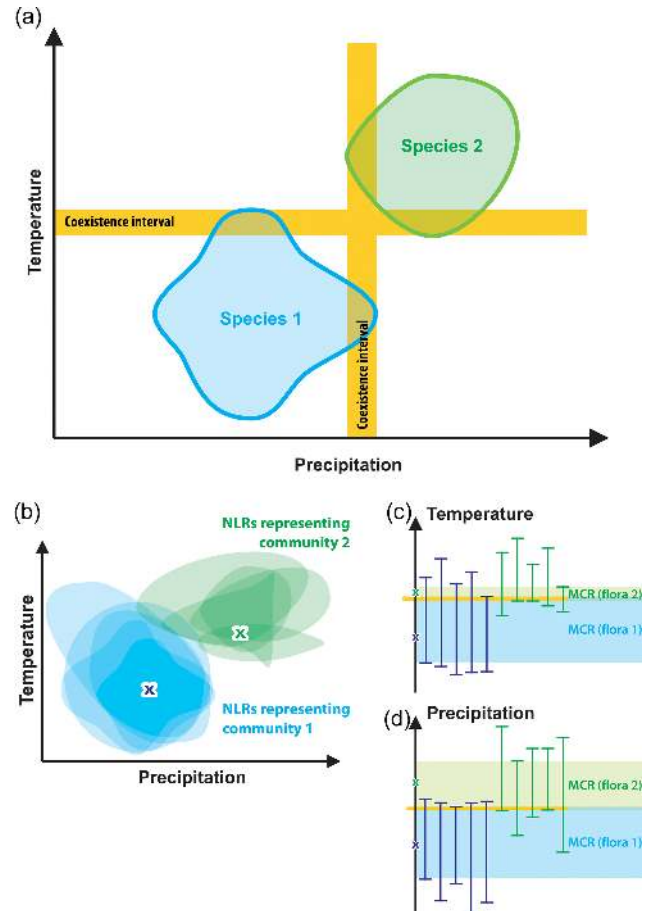 (a)
Temperature
Coexistence interval
Species 2
Species 1
Coexistence interval
Precipitation
(b)
NLRs representing
community 2
Temperature
x
x
NLRs representing
community 1
Precipitation
(c)
Temperature
x
MCR (flora 2)
MCR (flora 1)
x
(d)
Precipitation
x
MCR (flora 2)
MCR (flora 1)
x